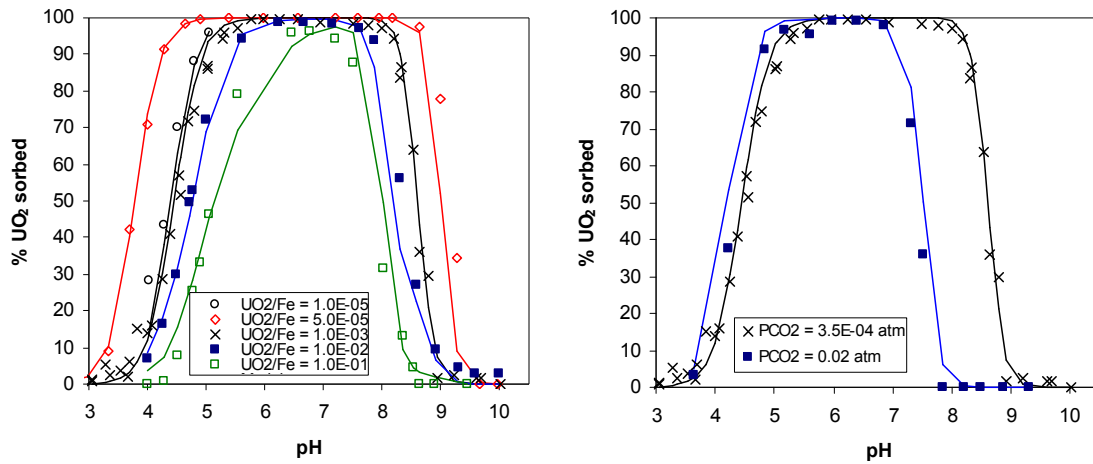 100
90
80
70
60
50
40
30
20
10
0
% UO₂ sorbed
3 4 5 6 7 8 9 10
pH
UO2/Fe = 1.0E-05
UO2/Fe = 5.0E-05
UO2/Fe = 1.0E-03
UO2/Fe = 1.0E-02
UO2/Fe = 1.0E-01
100
90
80
70
60
50
40
30
20
10
0
% UO₂ sorbed
3 4 5 6 7 8 9 10
pH
PCO2 = 3.5E-04 atm
PCO2 = 0.02 atm